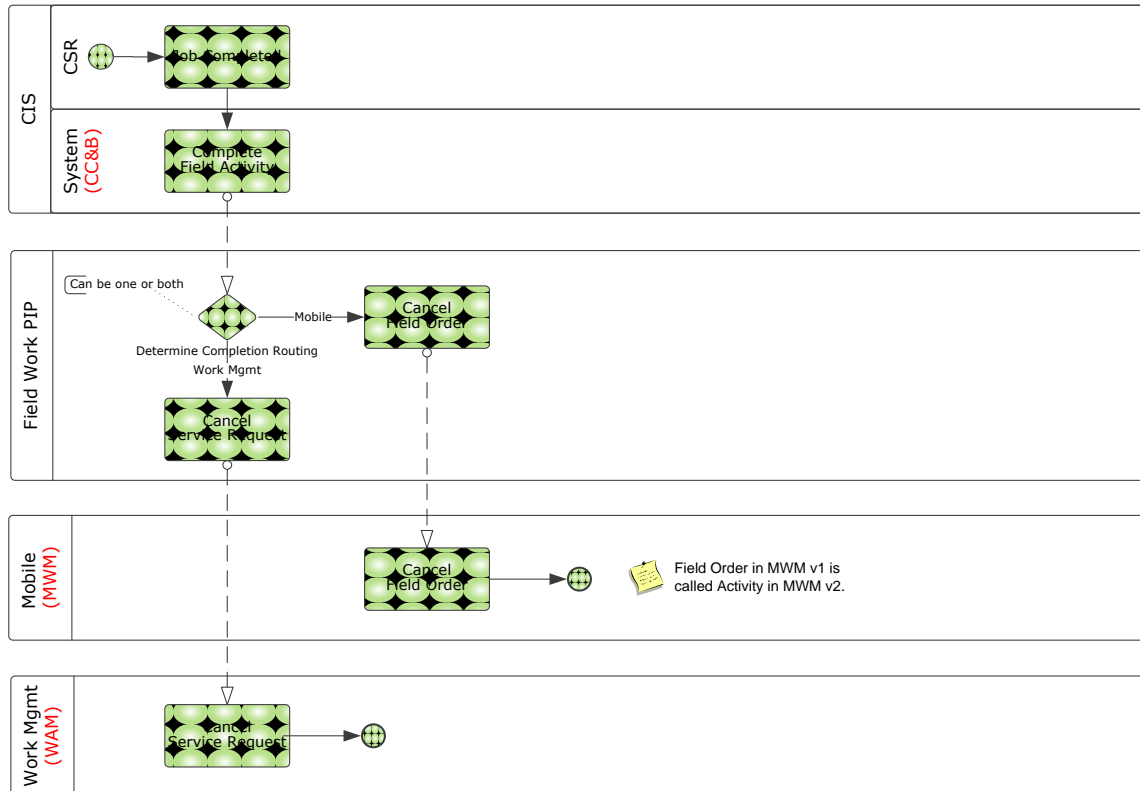 CIS
CSR
Job Completed
System
(CC&B)
Complete
Field Activity
Field Work PIP
Can be one or both
Mobile
Cancel
Field Order
Determine Completion Routing
Work Mgmt
Cancel
Service Request
Mobile
(MWM)
Cancel
Field Order
Field Order in MWM v1 is
called Activity in MWM v2.
Work Mgmt
(WAM)
Cancel
Service Request